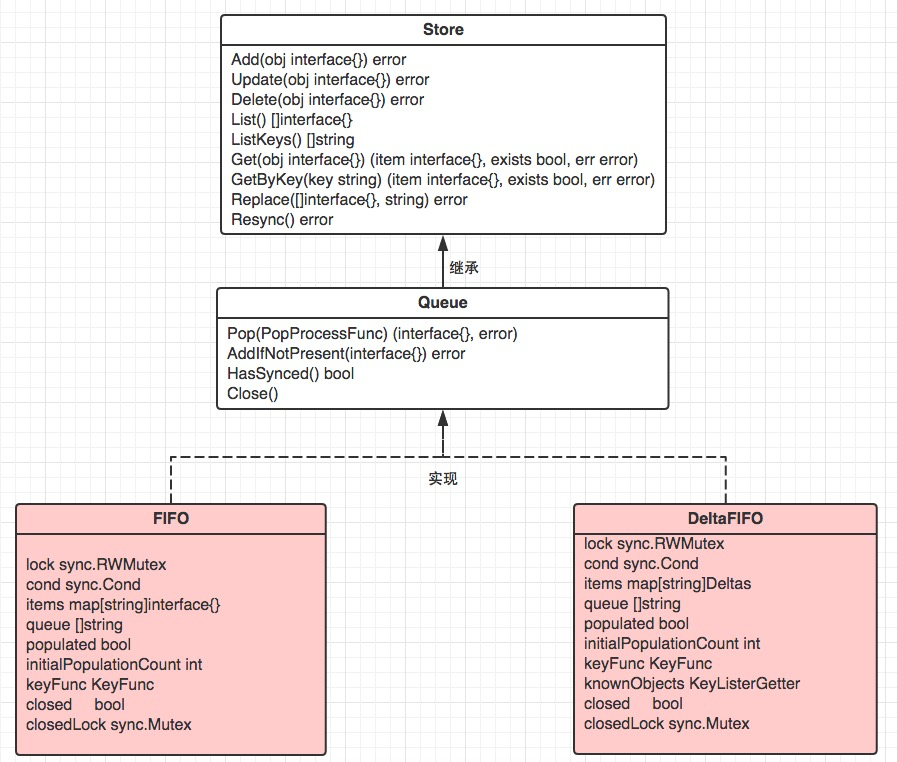 Store
Add(obj interface{}) error
Update(obj interface{}) error
Delete(obj interface{}) error
List() []interface{}
ListKeys() []string
Get(obj interface{}) (item interface{}, exists bool, err error)
GetByKey(key string) (item interface{}, exists bool, err error)
Replace([]interface{}, string) error
Resync() error
继承
Queue
Pop(PopProcessFunc) (interface{}, error)
AddIfNotPresent(interface{}) error
HasSynced() bool
Close()
实现
FIFO
lock sync.RWMutex
cond sync.Cond
items map[string]interface{}
queue []string
populated bool
initialPopulationCount int
keyFunc KeyFunc
closed bool
closedLock sync.Mutex
DeltaFIFO
lock sync.RWMutex
cond sync.Cond
items map[string]Deltas
queue []string
populated bool
initialPopulationCount int
keyFunc KeyFunc
knownObjects KeyListerGetter
closed bool
closedLock sync.Mutex